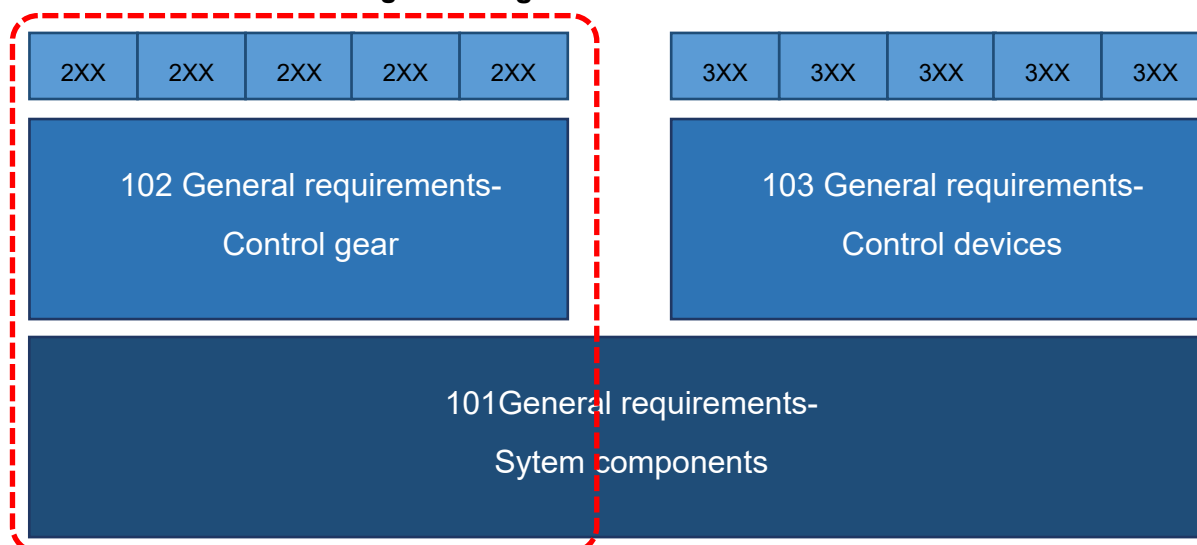 2XX 2XX 2XX 2XX 2XX 3XX 3XX 3XX 3XX 3XX
102 General requirements-
Control gear
103 General requirements-
Control devices
101General requirements-
Sytem components